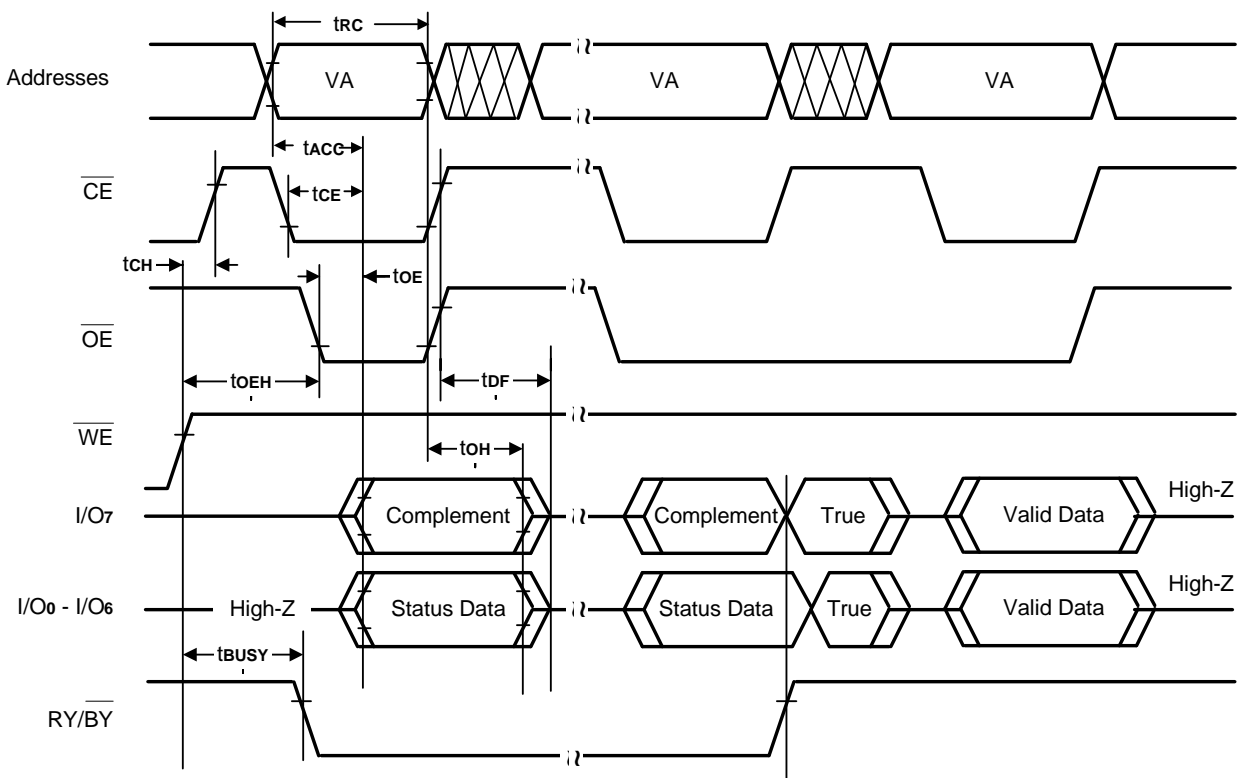 tRC
Addresses VA VA VA
tACC
CE
tCE
tCH
tOE
OE
tOEH tDF
WE
tOH
High-Z
I/O7 Complement Complement True Valid Data
High-Z
I/O0 - I/O6 High-Z Status Data Status Data True Valid Data
tBUSY
RY/BY